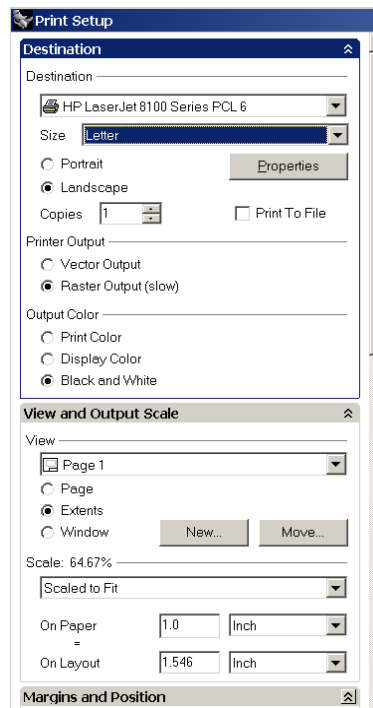 Print Setup
Destination
Destination
HP LaserJet 8100 Series PCL 6
Size Letter
Portrait Properties
Landscape
Copies 1 Print To File
Printer Output
Vector Output
Raster Output (slow)
Output Color
Print Color
Display Color
Black and White
View and Output Scale
View
Page 1
Page
Extents
Window New... Move...
Scale: 64.67%
Scaled to Fit
On Paper 1.0 Inch
=
On Layout 1.546 Inch
Margins and Position